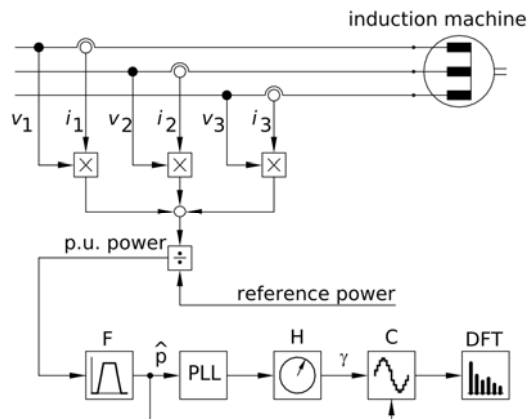 induction machine
v1 i1 v2 i2 v3 i3
× × ×
p.u. power
÷
reference power
F p̂ H γ C DFT
PLL